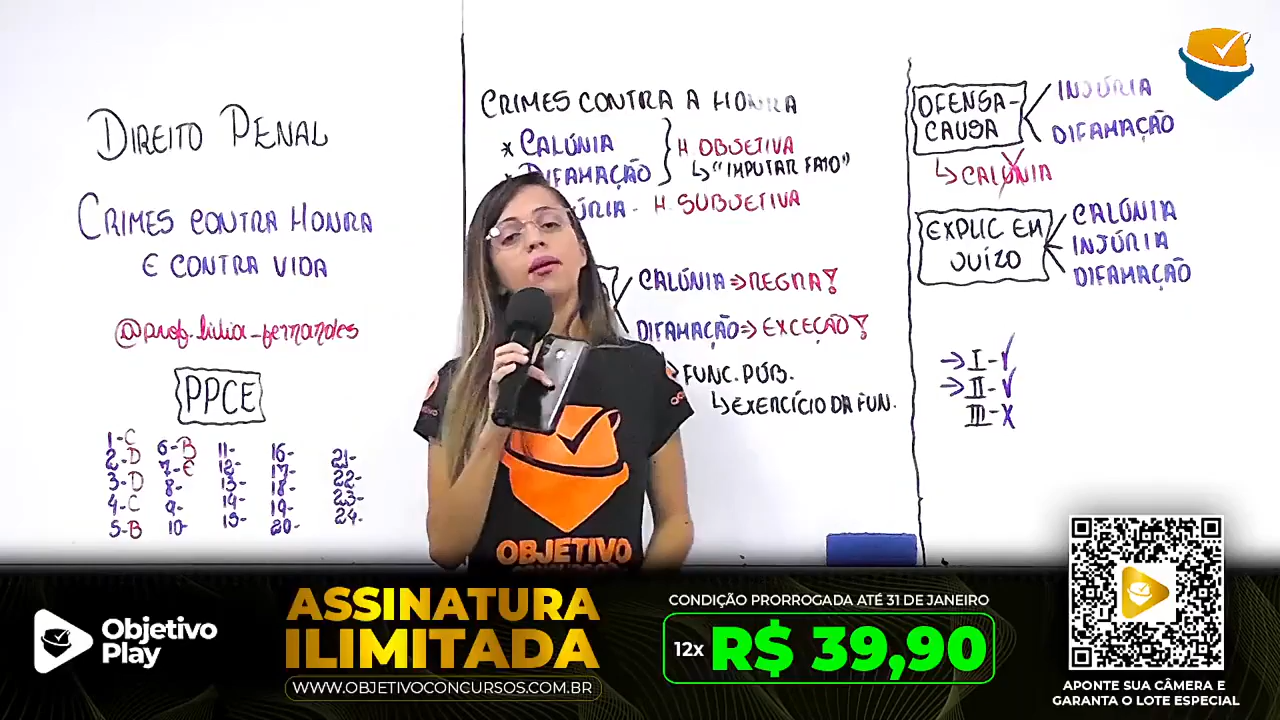 DIREITO PENAL
CRIMES CONTRA HONRA
E CONTRA VIDA
@prof.lilia_fernandes
PPCE
1-C
2-D
3-D
4-C
5-B
6-B
7-E
8-
9-
10-
11-
12-
13-
14-
15-
16-
17-
18-
19-
20-
21-
22-
23-
24-
CRIMES CONTRA A HONRA
* CALÚNIA
* DIFAMAÇÃO
H OBJETIVA
↳ "IMPUTAR FATO"
ÚRIA - H SUBJETIVA
CALÚNIA ⇒ REGRA!
DIFAMAÇÃO ⇒ EXCEÇÃO!
FUNC. PÚB.
↳ EXERCÍCIO DA FUN.
OFENSA-
CAUSA
INJÚRIA
DIFAMAÇÃO
↳ CALÚNIA
EXPLIC EM
JUÍZO
CALÚNIA
INJÚRIA
DIFAMAÇÃO
→ I - ✓
→ II - ✓
III - X
OBJETIVO
Objetivo
Play
ASSINATURA
ILIMITADA
WWW.OBJETIVOCONCURSOS.COM.BR
CONDIÇÃO PRORROGADA ATÉ 31 DE JANEIRO
12x R$ 39,90
APONTE SUA CÂMERA E
GARANTA O LOTE ESPECIAL